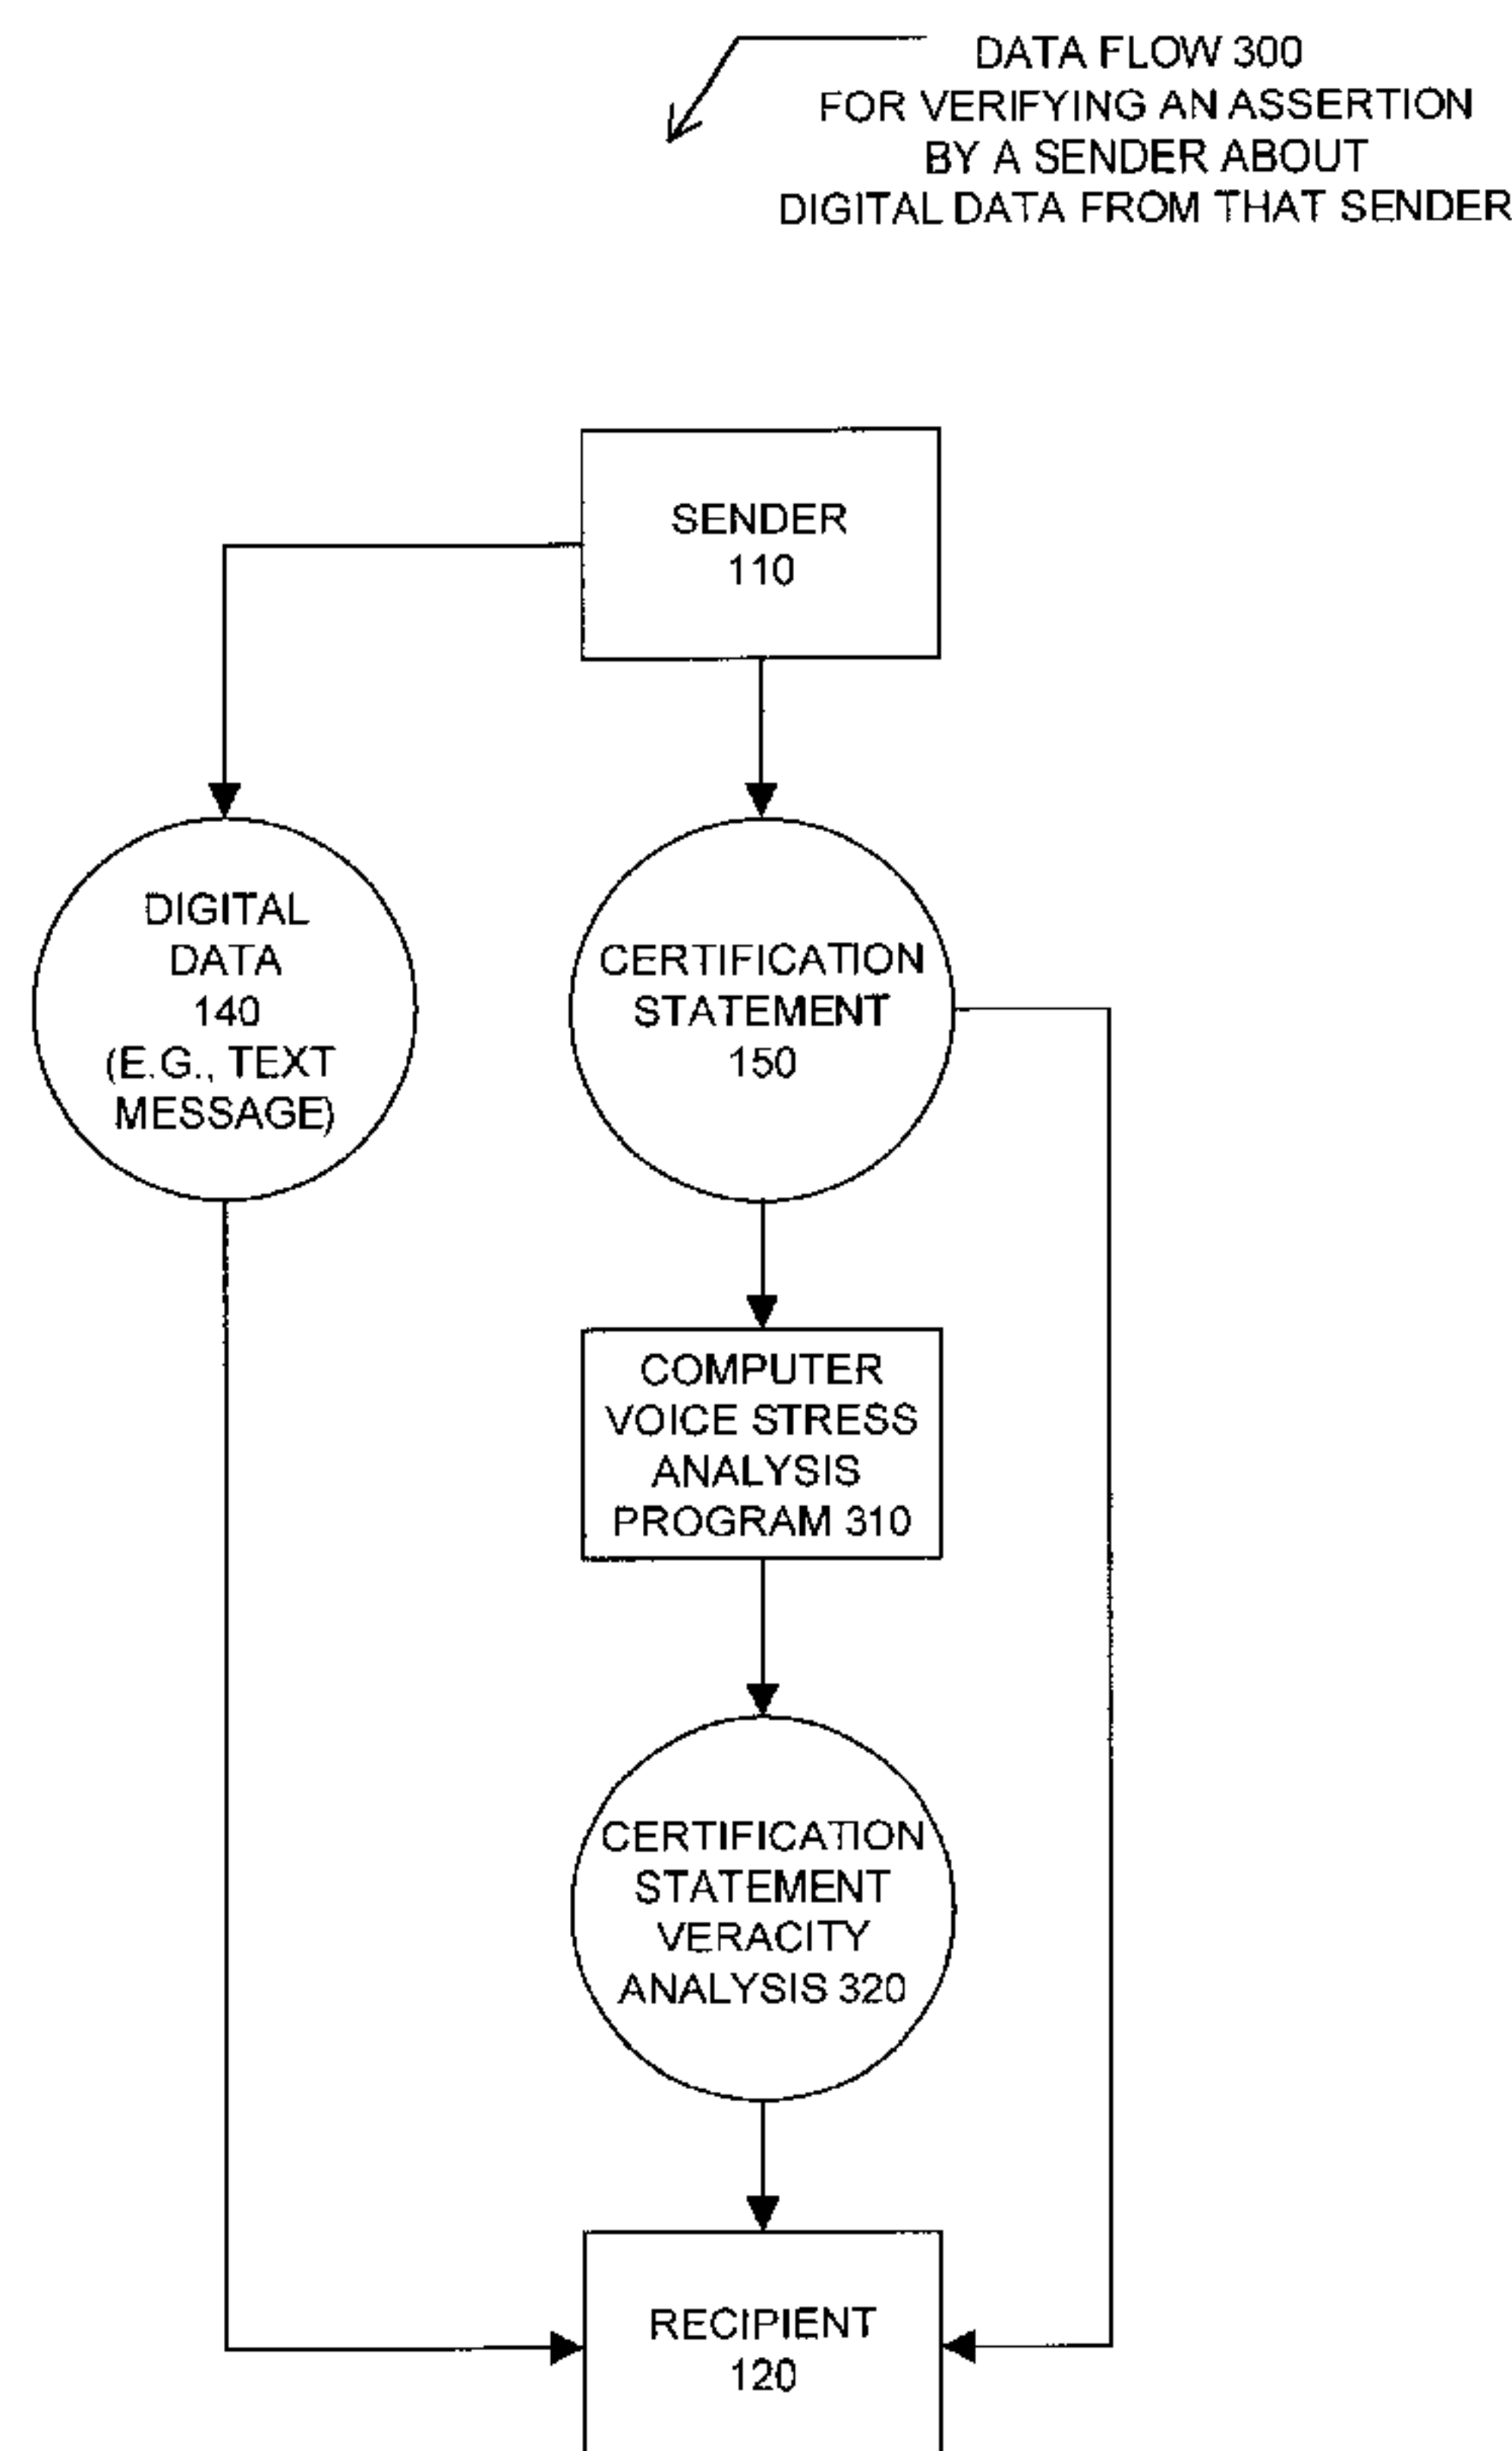 DATA FLOW 300
FOR VERIFYING AN ASSERTION
BY A SENDER ABOUT
DIGITAL DATA FROM THAT SENDER
SENDER
110
DIGITAL
DATA
140
(E.G., TEXT
MESSAGE)
CERTIFICATION
STATEMENT
150
COMPUTER
VOICE STRESS
ANALYSIS
PROGRAM 310
CERTIFICATION
STATEMENT
VERACITY
ANALYSIS 320
RECIPIENT
120